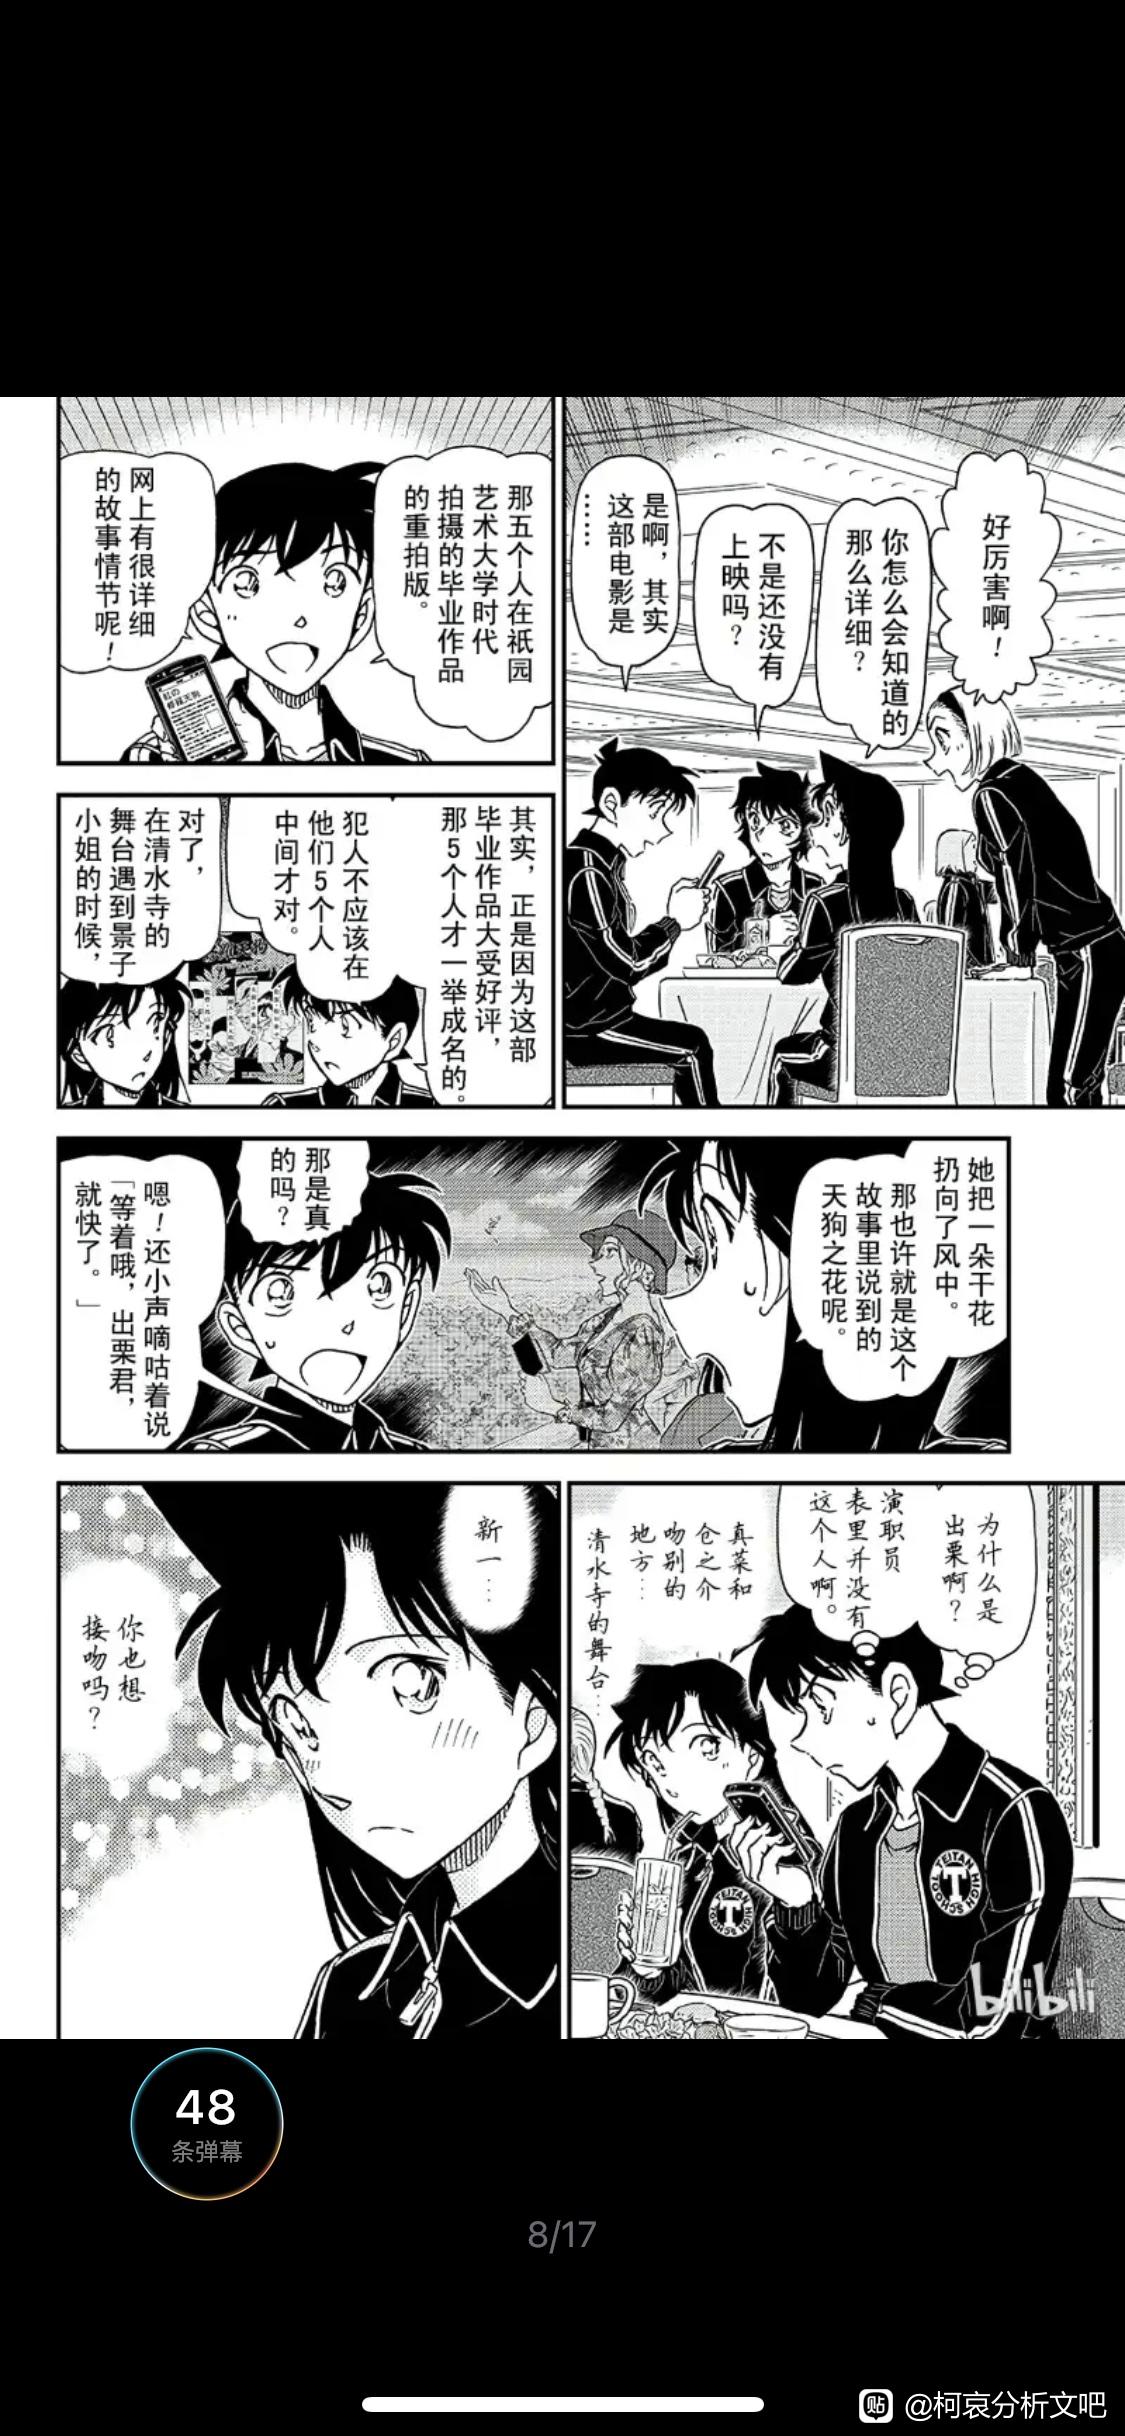 好厉害啊！
你怎么会知道的
那么详细？
不是还没有
上映吗？
是啊，其实
这部电影是
……
那五个人在祇园
艺术大学时代
拍摄的毕业作品
的重拍版。
网上有很详细
的故事情节呢！
虹の
其实，正是因为这部
毕业作品大受好评，
那5个人才一举成名的。
犯人不应该在
他们5个人
中间才对。
对了，
在清水寺的
舞台遇到景子
小姐的时候，
她把一朵干花
扔向了风中。
那也许就是这个
故事里说到的
天狗之花呢。
那是真
的吗？
嗯！还小声嘀咕着说
「等着哦，出栗君，
就快了。」
为什么是
出栗啊？
演职员
表里并没有
这个人啊。
真菜和
仓之介
吻别的
地方…
清水寺的舞台…
TEITAN HIGH SCHOOL
T
TEITAN HIGH SCHOOL
T
新一…
你也想
接吻吗？
bilibili
48
条弹幕
8/17
贴 @柯哀分析文吧